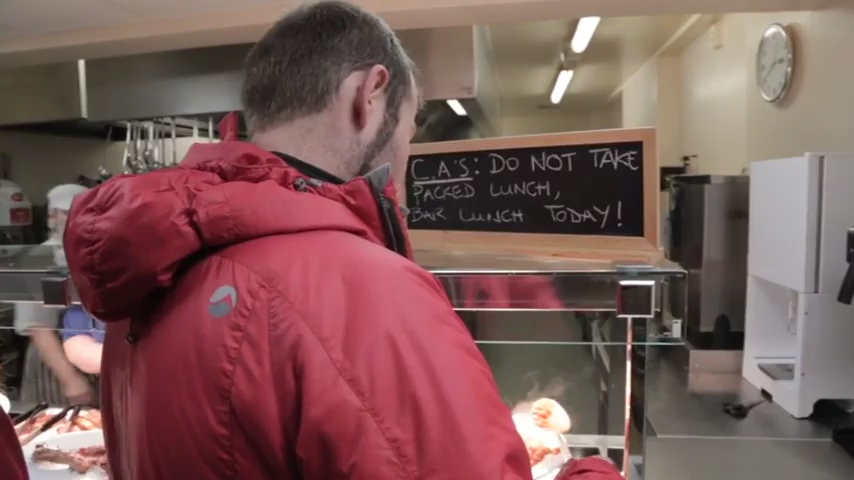 C.A'S: DO NOT TAKE
PACKED LUNCH,
BAR LUNCH TODAY!